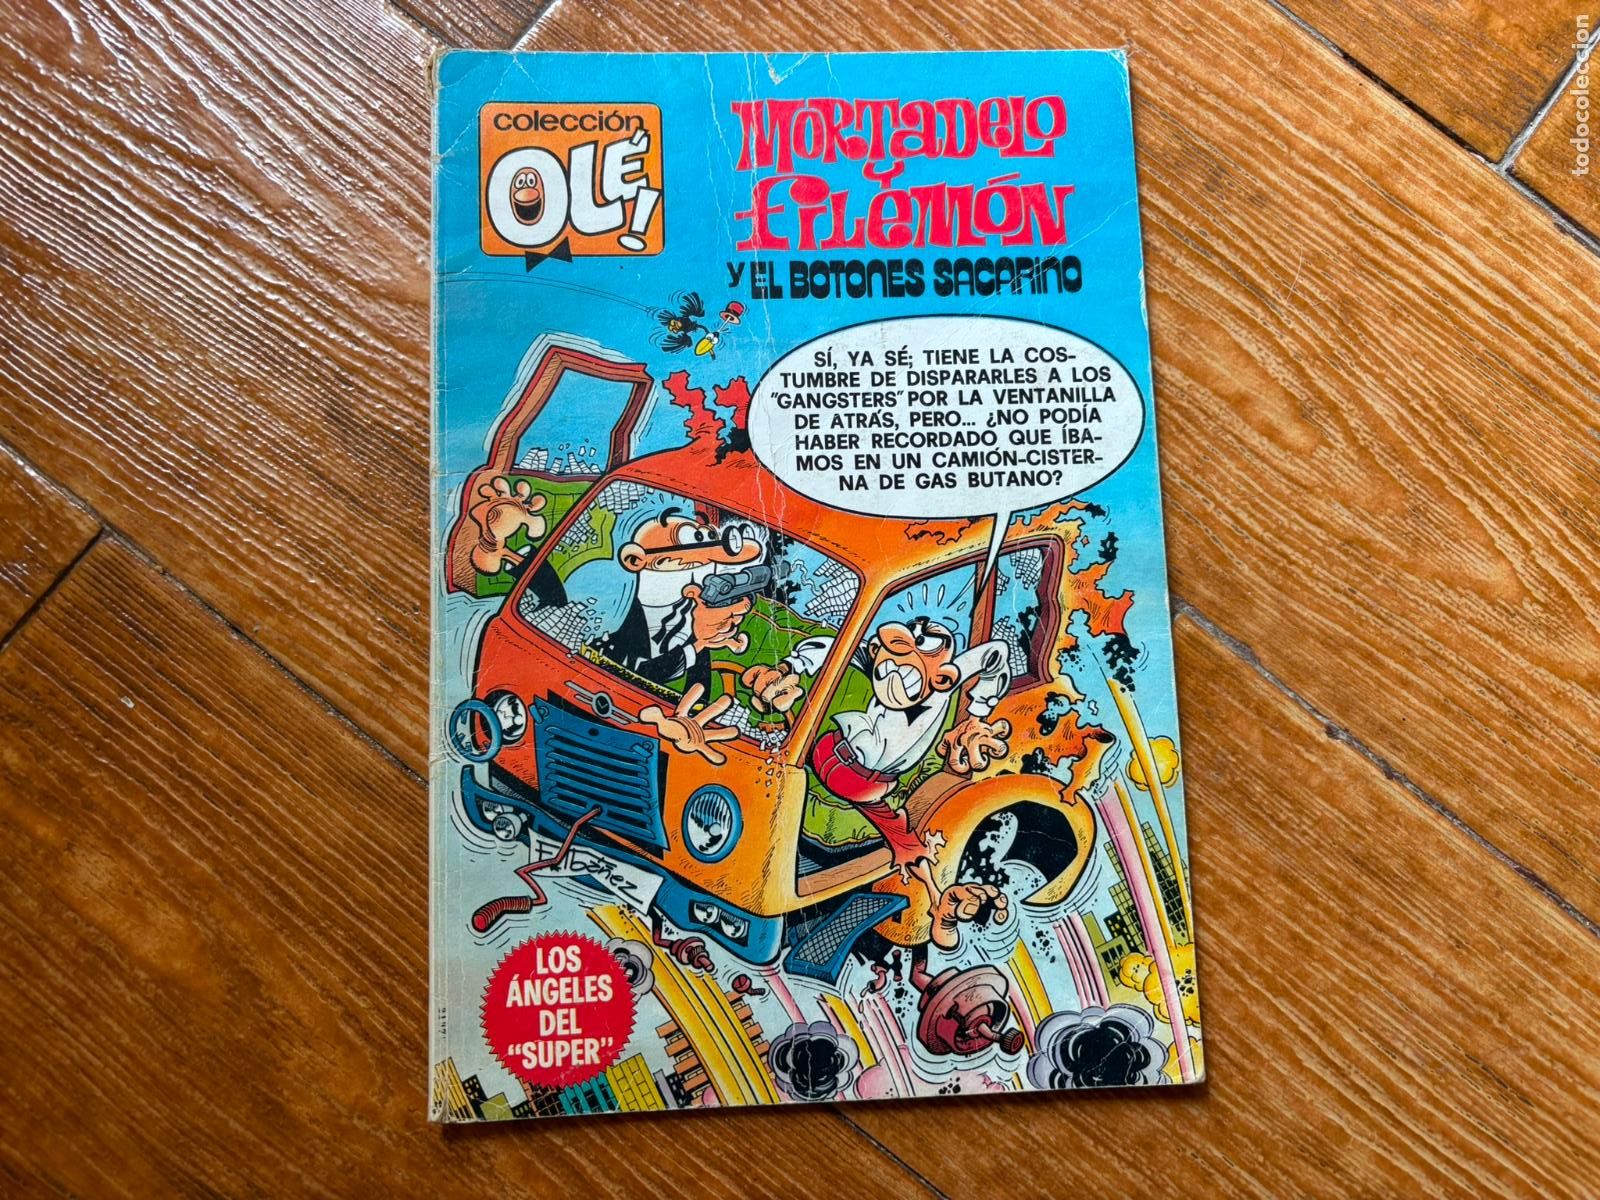 colección
OLÉ!
MORTADELO
Y
FILEMÓN
Y EL BOTONES SACARINO
SÍ, YA SÉ; TIENE LA COS-
TUMBRE DE DISPARARLES A LOS
"GANGSTERS" POR LA VENTANILLA
DE ATRÁS, PERO... ¿NO PODÍA
HABER RECORDADO QUE ÍBA-
MOS EN UN CAMIÓN-CISTER-
NA DE GAS BUTANO?
F. Ibáñez
LOS
ÁNGELES
DEL
"SUPER"
todocoleccion